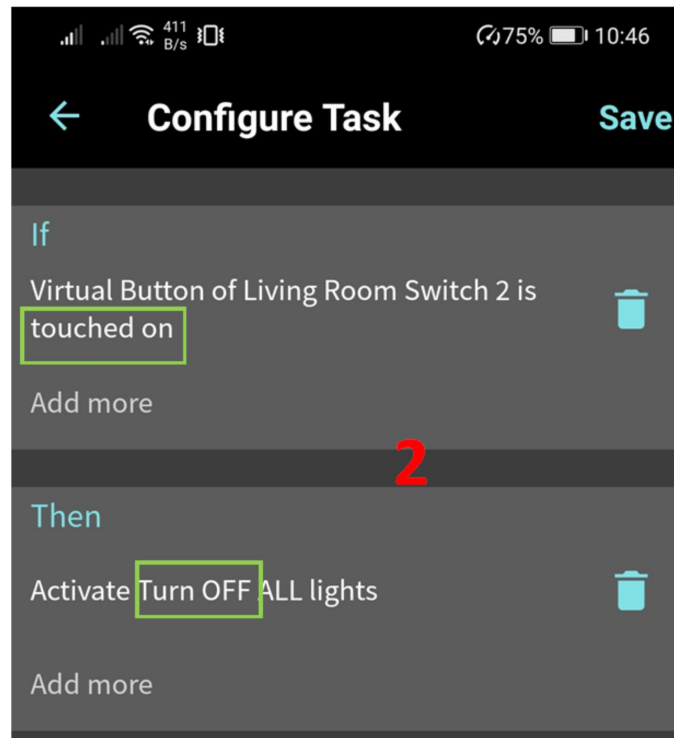 411
B/s
75% 10:46
Configure Task
Save
If
Virtual Button of Living Room Switch 2 is
touched on
Add more
2
Then
Activate Turn OFF ALL lights
Add more